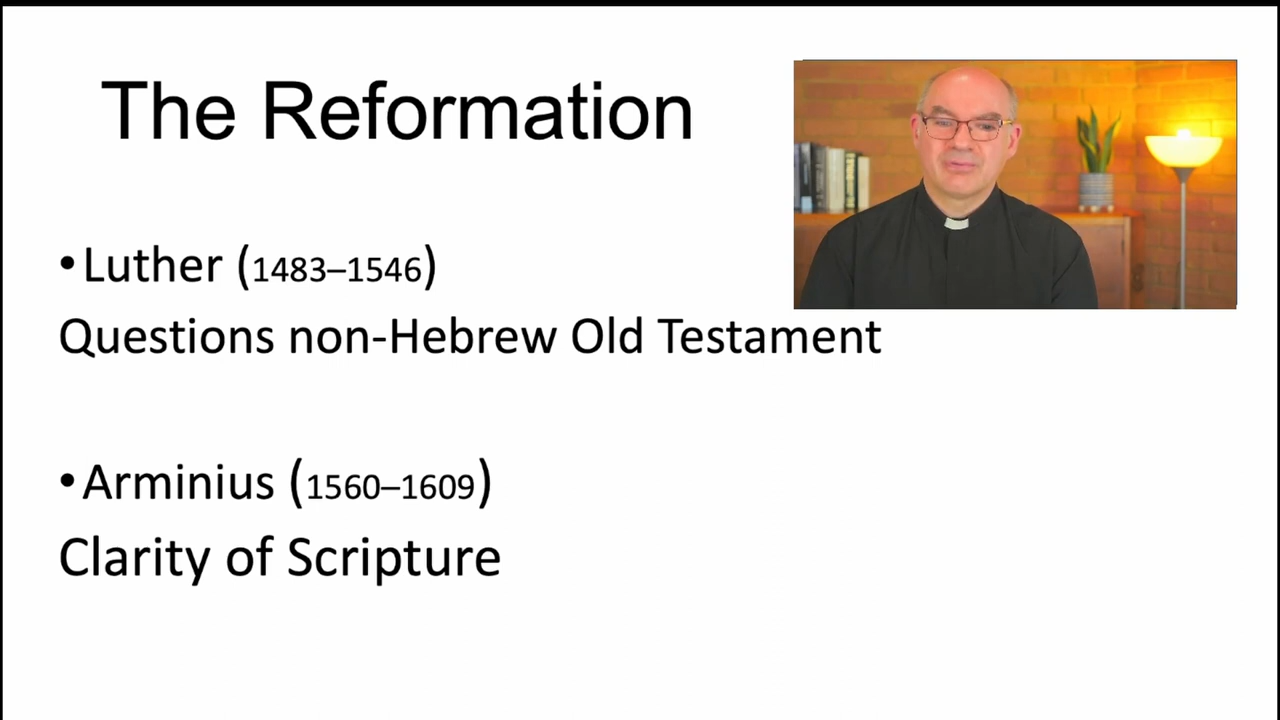 The Reformation
•Luther (1483–1546)
Questions non-Hebrew Old Testament
•Arminius (1560–1609)
Clarity of Scripture